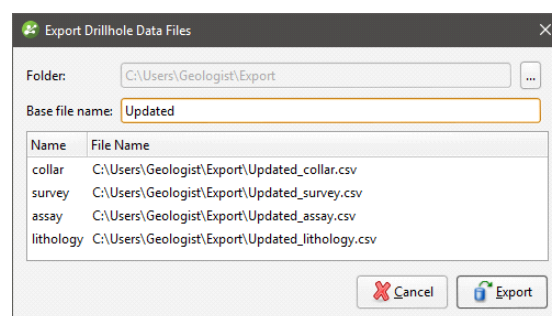 Export Drillhole Data Files
Folder: C:\Users\Geologist\Export ...
Base file name: Updated
Name File Name
collar C:\Users\Geologist\Export\Updated_collar.csv
survey C:\Users\Geologist\Export\Updated_survey.csv
assay C:\Users\Geologist\Export\Updated_assay.csv
lithology C:\Users\Geologist\Export\Updated_lithology.csv
Cancel Export